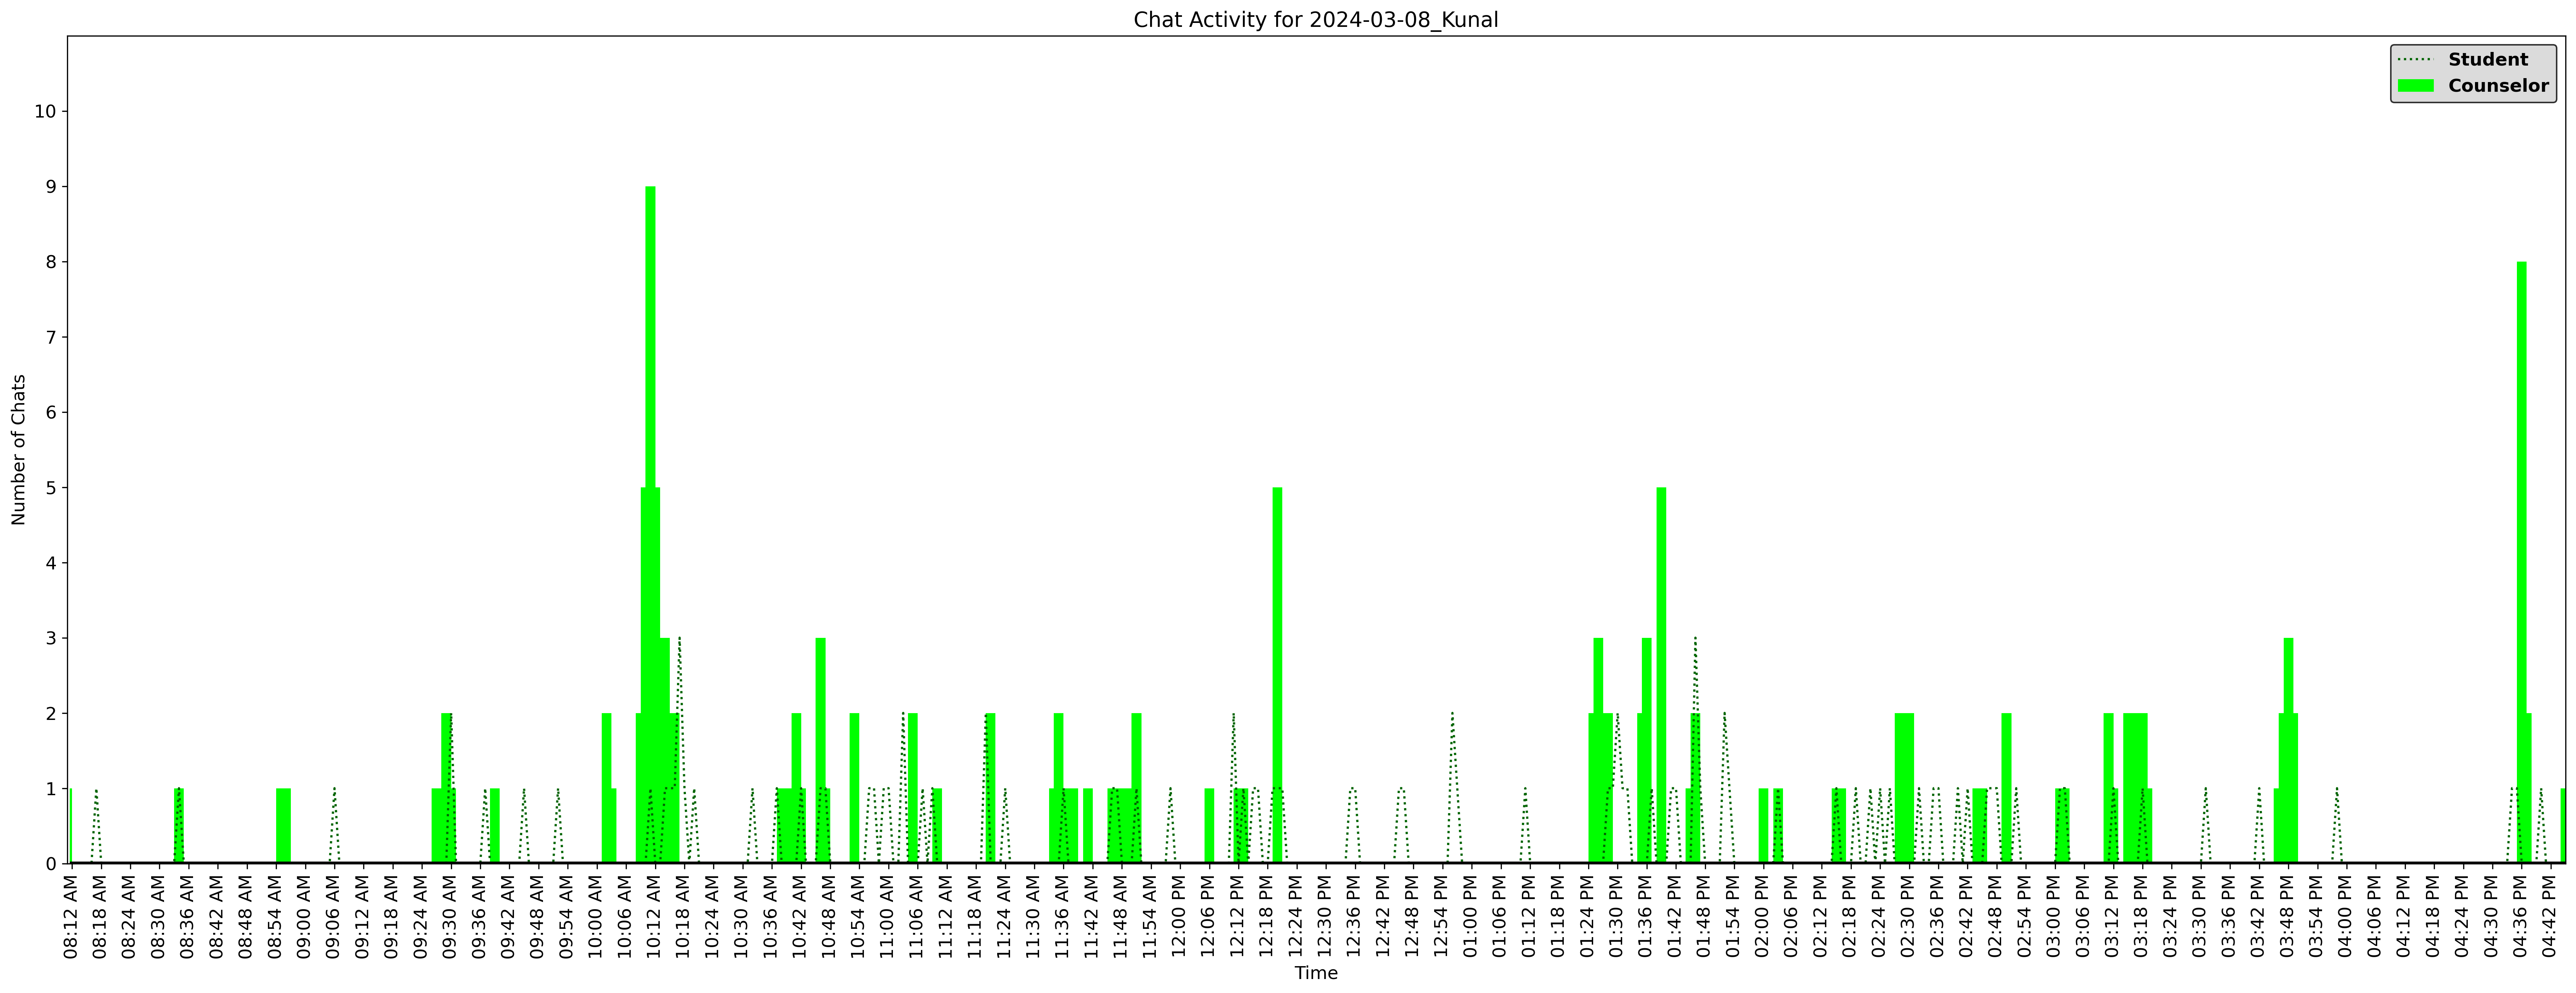 Chat Activity for 2024-03-08_Kunal
Student
Counselor
Number of Chats
10
9
8
7
6
5
4
3
2
1
0
08:12 AM
08:18 AM
08:24 AM
08:30 AM
08:36 AM
08:42 AM
08:48 AM
08:54 AM
09:00 AM
09:06 AM
09:12 AM
09:18 AM
09:24 AM
09:30 AM
09:36 AM
09:42 AM
09:48 AM
09:54 AM
10:00 AM
10:06 AM
10:12 AM
10:18 AM
10:24 AM
10:30 AM
10:36 AM
10:42 AM
10:48 AM
10:54 AM
11:00 AM
11:06 AM
11:12 AM
11:18 AM
11:24 AM
11:30 AM
11:36 AM
11:42 AM
11:48 AM
11:54 AM
12:00 PM
12:06 PM
12:12 PM
12:18 PM
12:24 PM
12:30 PM
12:36 PM
12:42 PM
12:48 PM
12:54 PM
01:00 PM
01:06 PM
01:12 PM
01:18 PM
01:24 PM
01:30 PM
01:36 PM
01:42 PM
01:48 PM
01:54 PM
02:00 PM
02:06 PM
02:12 PM
02:18 PM
02:24 PM
02:30 PM
02:36 PM
02:42 PM
02:48 PM
02:54 PM
03:00 PM
03:06 PM
03:12 PM
03:18 PM
03:24 PM
03:30 PM
03:36 PM
03:42 PM
03:48 PM
03:54 PM
04:00 PM
04:06 PM
04:12 PM
04:18 PM
04:24 PM
04:30 PM
04:36 PM
04:42 PM
Time